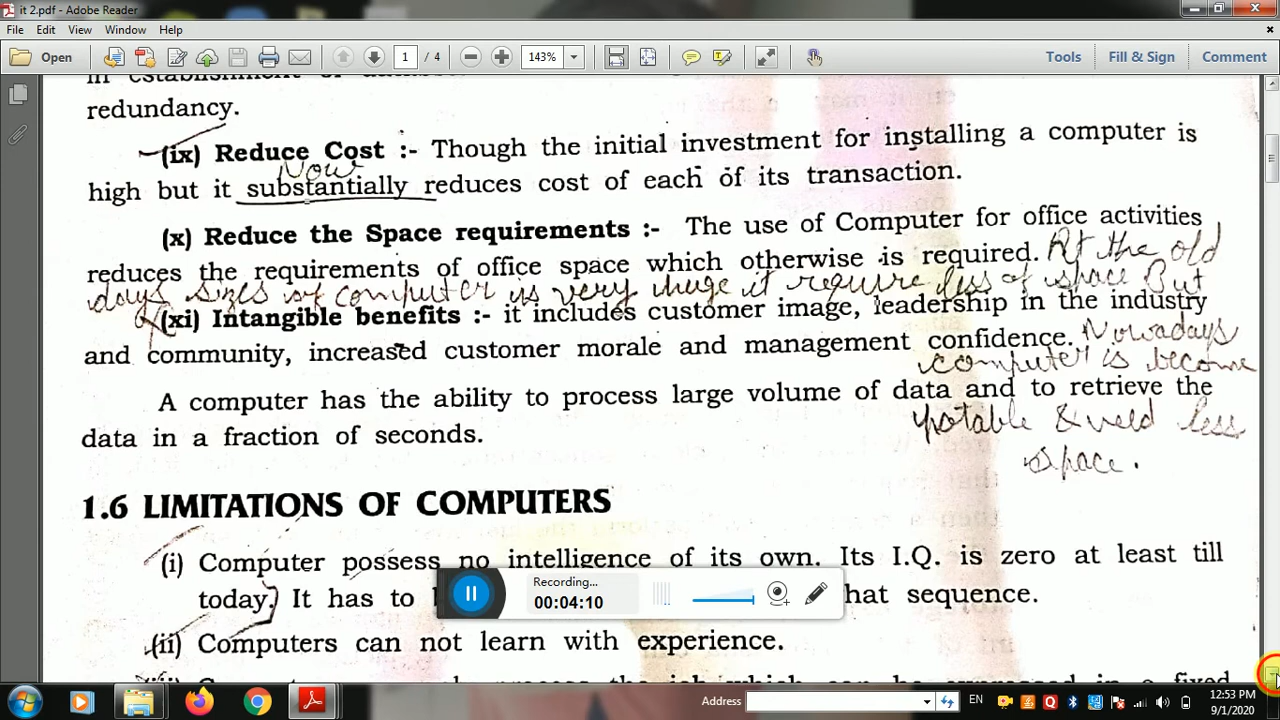 it 2.pdf - Adobe Reader
File Edit View Window Help
Open 1 / 4 143% Tools Fill & Sign Comment
redundancy.
(ix) Reduce Cost :- Though the initial investment for installing a computer is
Now
high but it substantially reduces cost of each of its transaction.
(x) Reduce the Space requirements :- The use of Computer for office activities
reduces the requirements of office space which otherwise is required. At the old
days sizes of computer is very huge it require less of space But
(xi) Intangible benefits :- it includes customer image, leadership in the industry
and community, increased customer morale and management confidence. Nowadays
computer is become
A computer has the ability to process large volume of data and to retrieve the
potable & less
data in a fraction of seconds.
space.
1.6 LIMITATIONS OF COMPUTERS
(i) Computer possess no intelligence of its own. Its I.Q. is zero at least till
today. It has to hat sequence.
Recording...
00:04:10
(ii) Computers can not learn with experience.
Address EN 12:53 PM
9/1/2020